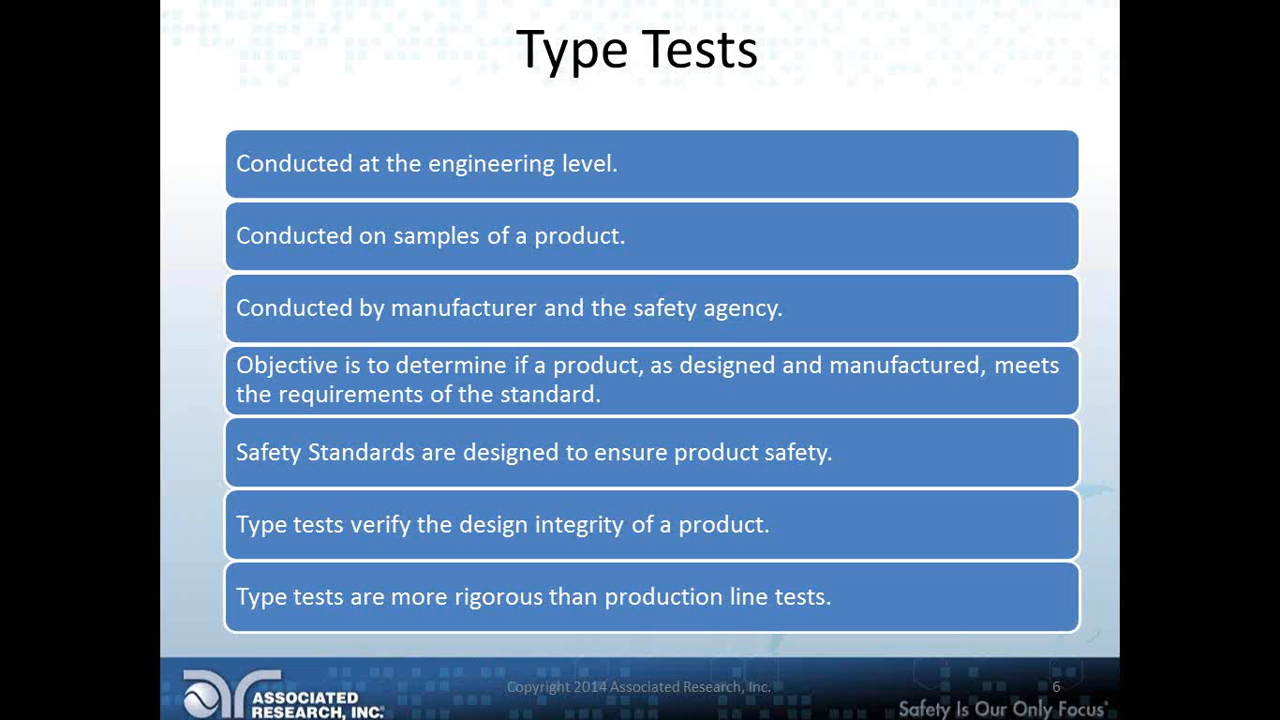 Type Tests
Conducted at the engineering level.
Conducted on samples of a product.
Conducted by manufacturer and the safety agency.
Objective is to determine if a product, as designed and manufactured, meets
the requirements of the standard.
Safety Standards are designed to ensure product safety.
Type tests verify the design integrity of a product.
Type tests are more rigorous than production line tests.
ASSOCIATED
RESEARCH, INC.
Copyright 2014 Associated Research, Inc.
6
Safety Is Our Only Focus®